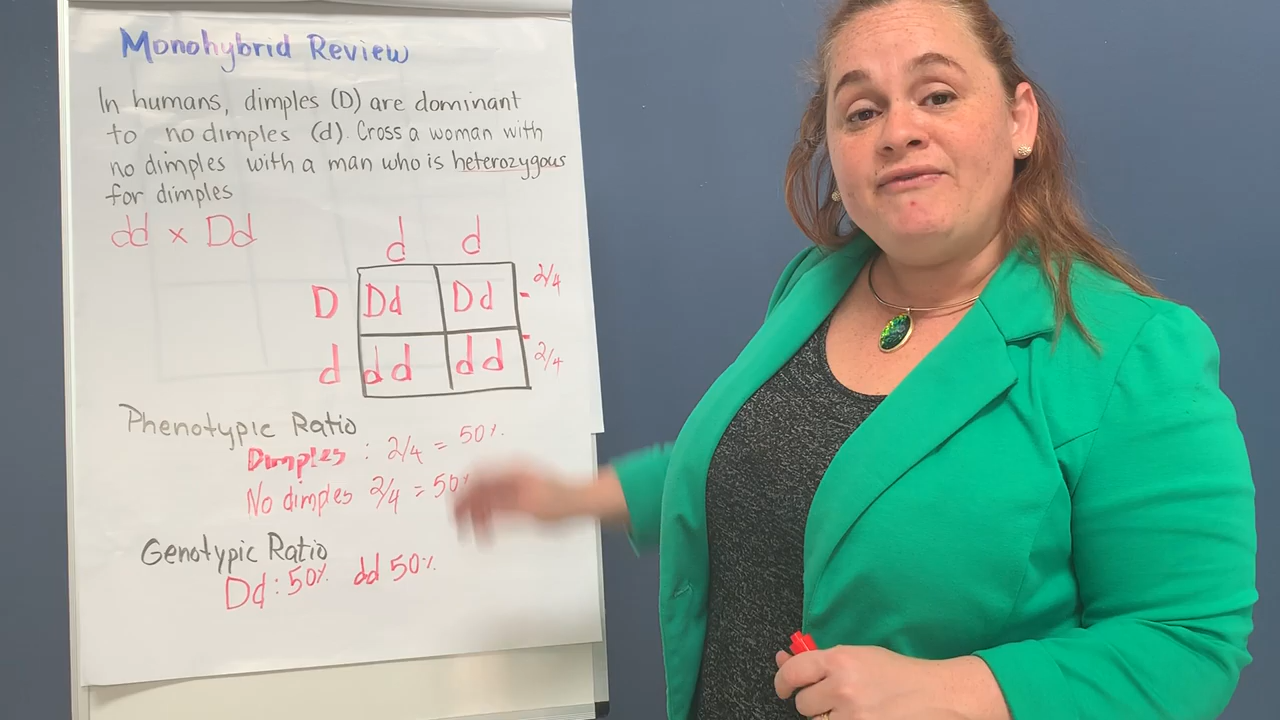 Monohybrid Review
In humans, dimples (D) are dominant
to no dimples (d). Cross a woman with
no dimples with a man who is heterozygous
for dimples
dd x Dd
d d
D Dd Dd - 2/4
d dd dd - 2/4
Phenotypic Ratio
Dimples : 2/4 = 50%
No dimples 2/4 = 50%
Genotypic Ratio
Dd : 50% dd 50%